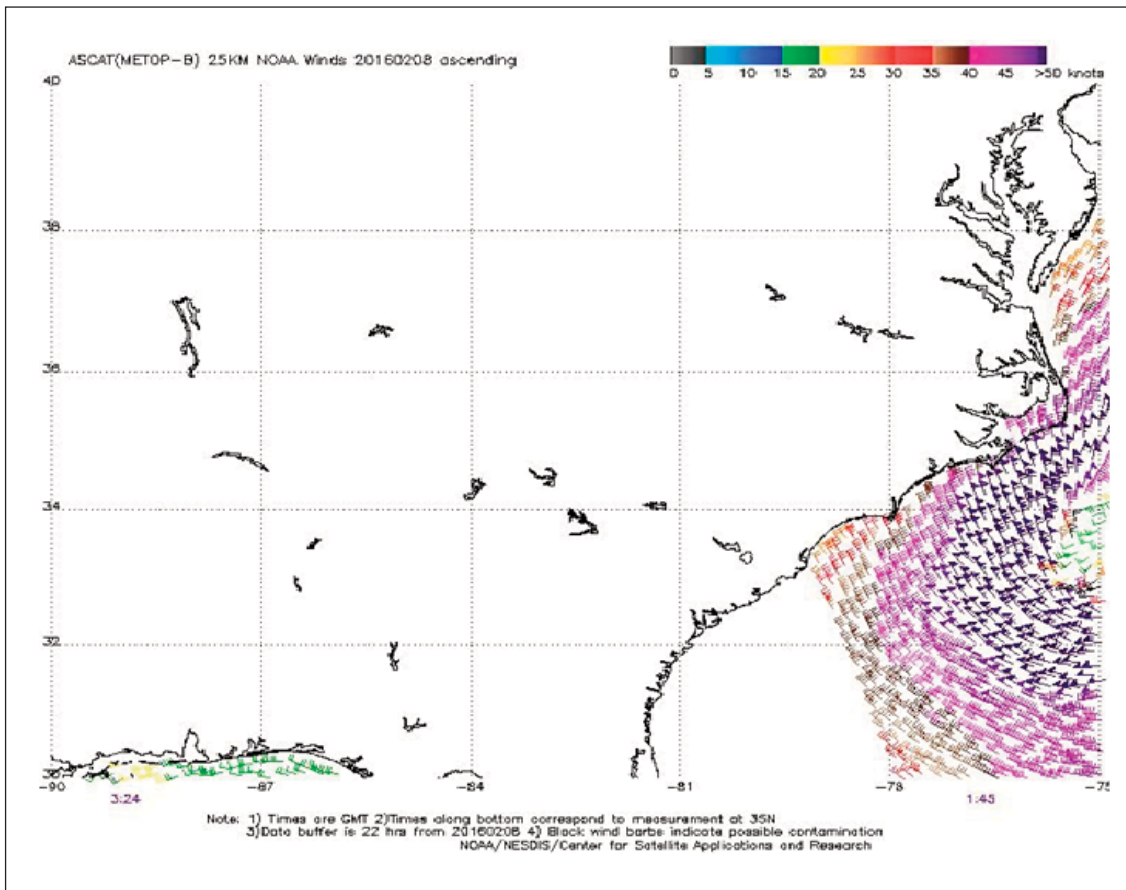 ASCAT(METOP-B) 25KM NOAA Winds 20160208 ascending
0 5 10 15 20 25 30 35 40 45 >50 knots
40
38
36
34
32
30
-90 -87 -84 -81 -78 -75
3:24 1:45
Note: 1) Times are GMT 2)Times along bottom correspond to measurement at 35N
3)Data buffer is 22 hrs from 20160208 4) Black wind barbs indicate possible contamination
NOAA/NESDIS/Center for Satellite Applications and Research